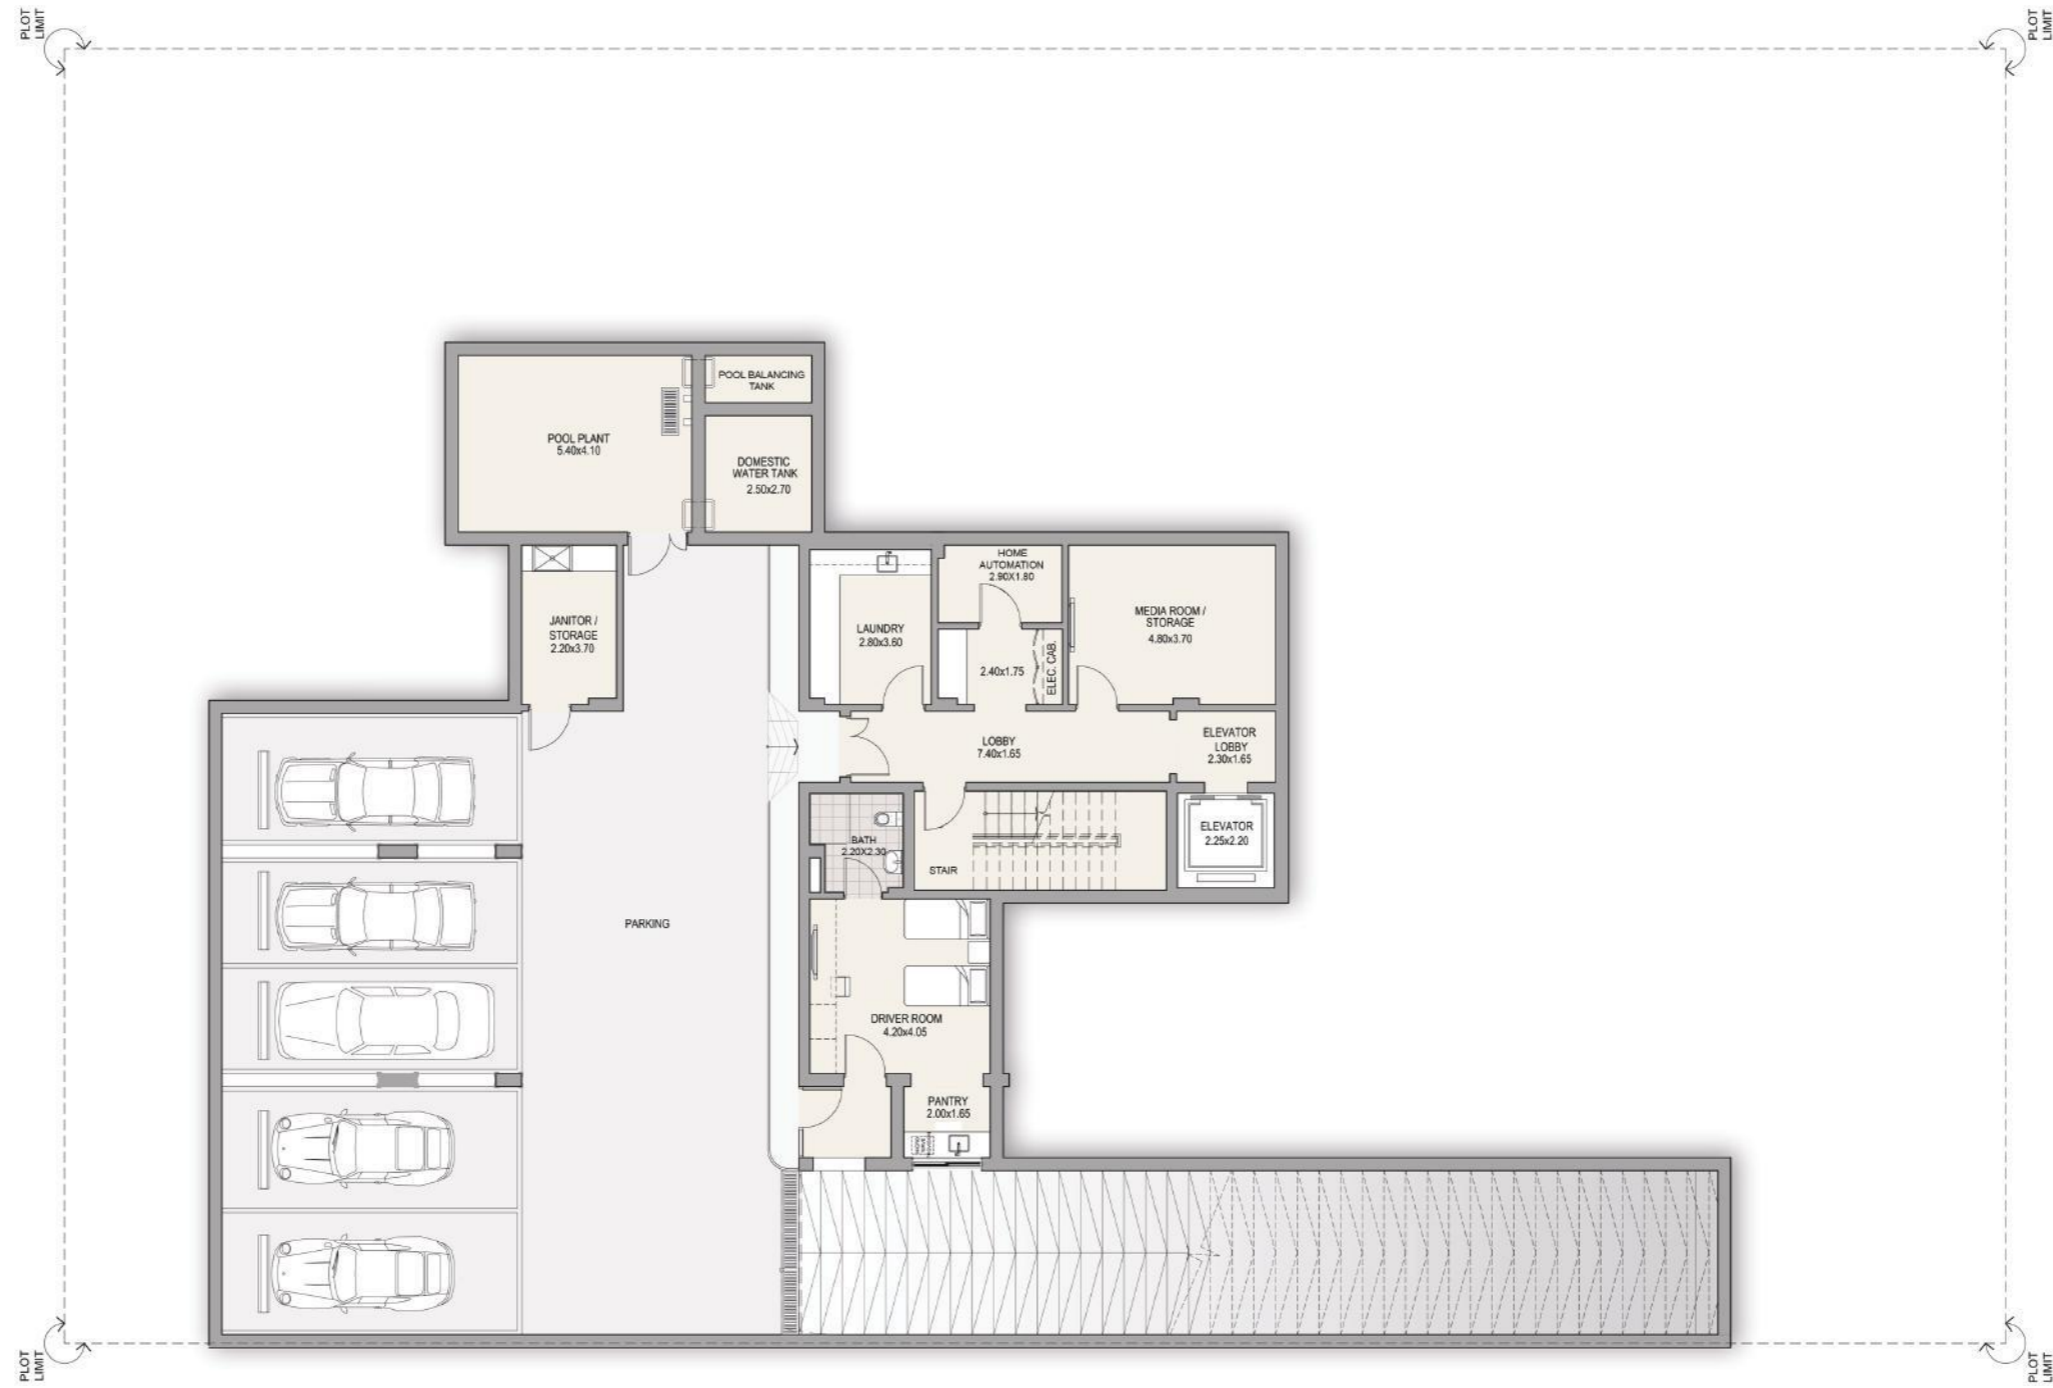 PLOT
LIMIT
PLOT
LIMIT
POOL BALANCING
TANK
POOL PLANT
5.40x4.10
DOMESTIC
WATER TANK
2.50x2.70
HOME
AUTOMATION
2.90X1.80
JANITOR /
STORAGE
2.20x3.70
LAUNDRY
2.80x3.60
MEDIA ROOM /
STORAGE
4.80x3.70
2.40x1.75
ELEC. CAB.
LOBBY
7.40x1.65
ELEVATOR
LOBBY
2.30x1.65
BATH
2.20X2.30
STAIR
ELEVATOR
2.25x2.20
PARKING
DRIVER ROOM
4.20x4.05
PANTRY
2.00x1.65
PLOT
LIMIT
PLOT
LIMIT